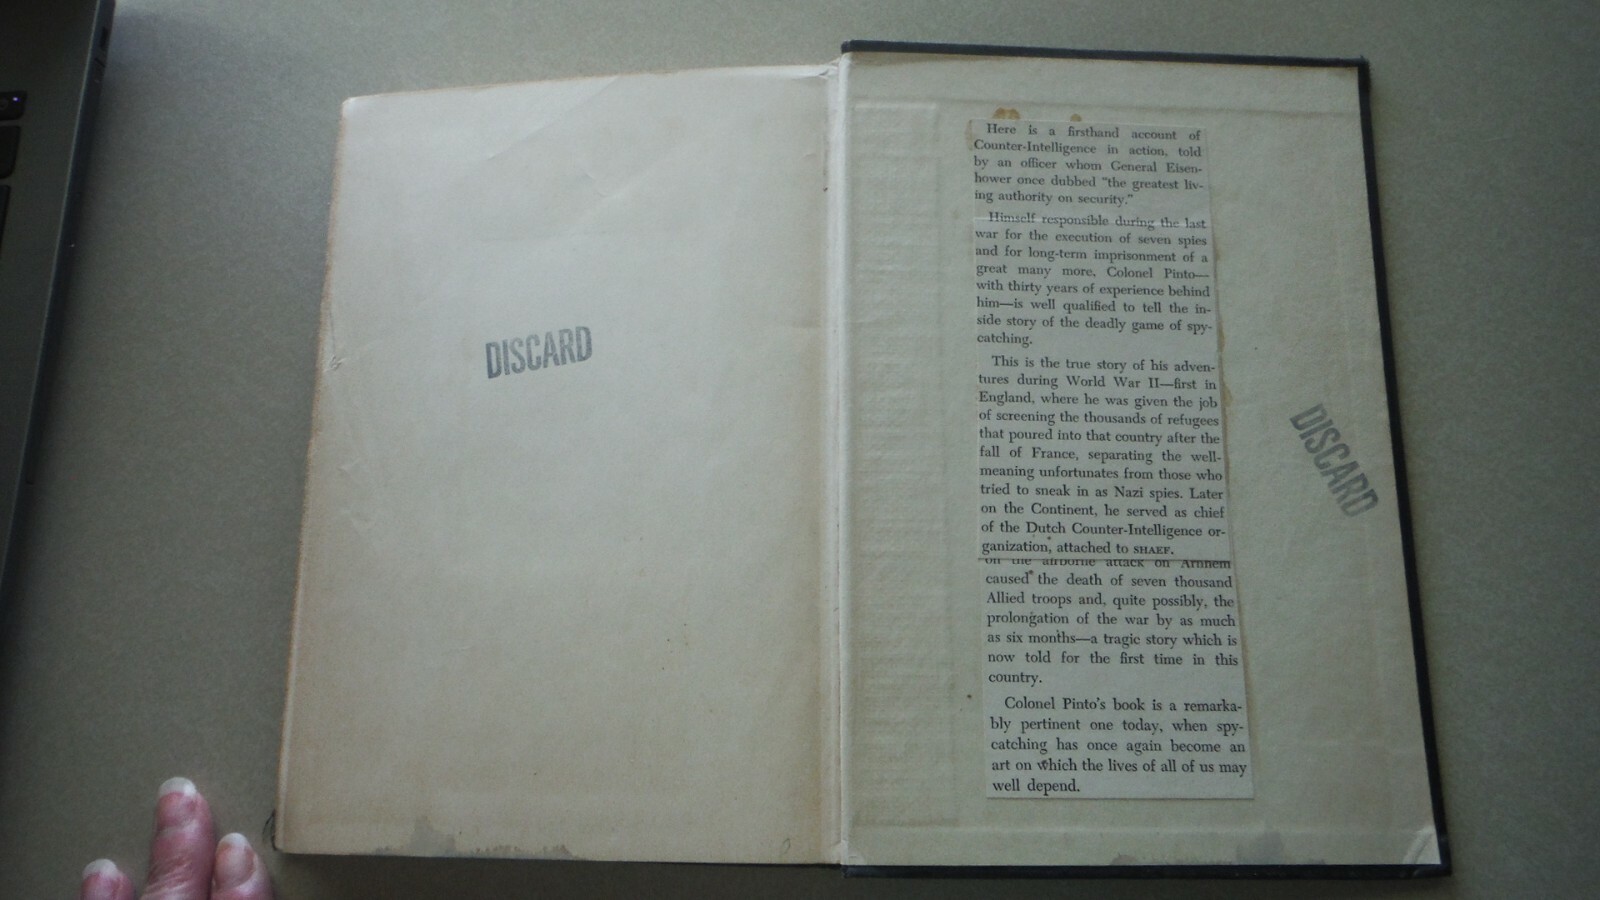 DISCARD
Here is a firsthand account of
Counter-Intelligence in action, told
by an officer whom General Eisen-
hower once dubbed "the greatest liv-
ing authority on security."
Himself responsible during the last
war for the execution of seven spies
and for long-term imprisonment of a
great many more, Colonel Pinto—
with thirty years of experience behind
him—is well qualified to tell the in-
side story of the deadly game of spy-
catching.
This is the true story of his adven-
tures during World War II—first in
England, where he was given the job
of screening the thousands of refugees
that poured into that country after the
fall of France, separating the well-
meaning unfortunates from those who
tried to sneak in as Nazi spies. Later
on the Continent, he served as chief
of the Dutch Counter-Intelligence or-
ganization, attached to SHAEF.
on the airborne attack on Arnhem
caused the death of seven thousand
Allied troops and, quite possibly, the
prolongation of the war by as much
as six months—a tragic story which is
now told for the first time in this
country.
Colonel Pinto's book is a remarka-
bly pertinent one today, when spy-
catching has once again become an
art on which the lives of all of us may
well depend.
DISCARD